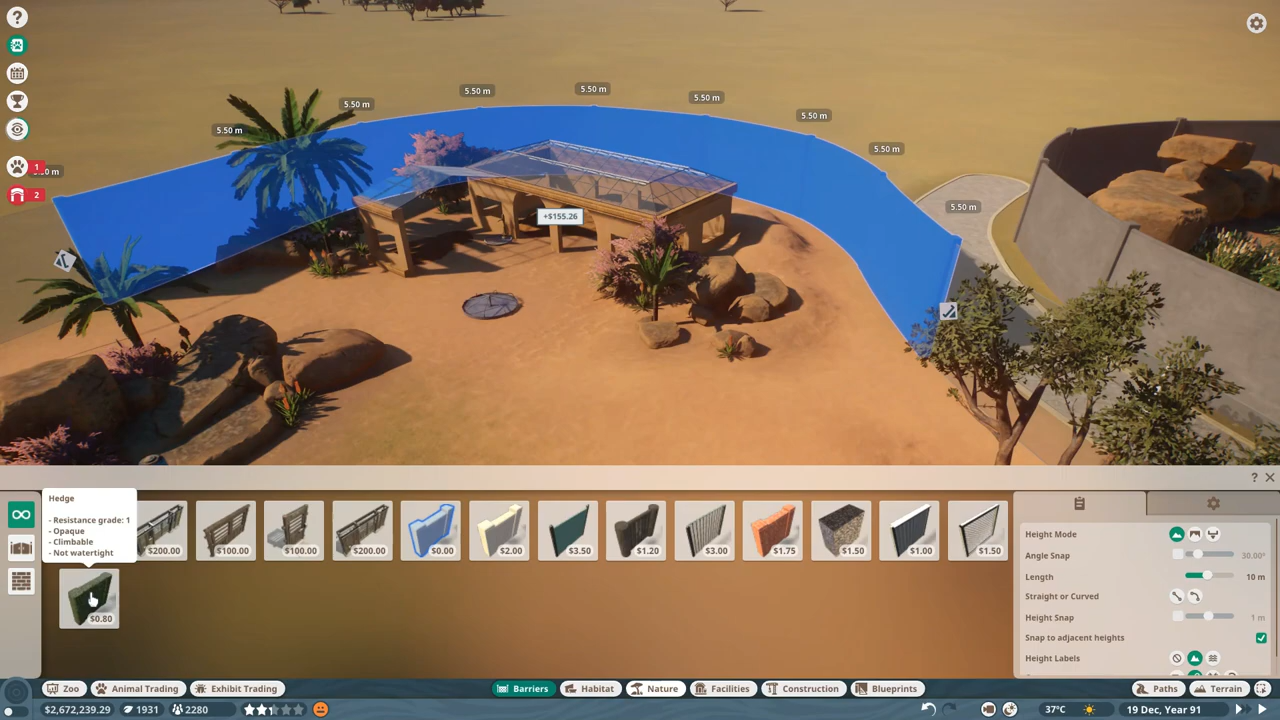 5.50 m
5.50 m
5.50 m
5.50 m
5.50 m
5.50 m
5.50 m
5.50 m
1
2
+$155.26
Hedge
- Resistance grade: 1
- Opaque
- Climbable
- Not watertight
$200.00
$100.00
$100.00
$200.00
$0.00
$2.00
$3.50
$1.20
$3.00
$1.75
$1.50
$1.00
$1.50
$0.80
? ×
Height Mode
Angle Snap 30.00°
Length 10 m
Straight or Curved
Height Snap 1 m
Snap to adjacent heights
Height Labels
Zoo
Animal Trading
Exhibit Trading
Barriers
Habitat
Nature
Facilities
Construction
Blueprints
Paths
Terrain
$2,672,239.29
1931
2280
37°C
19 Dec, Year 91